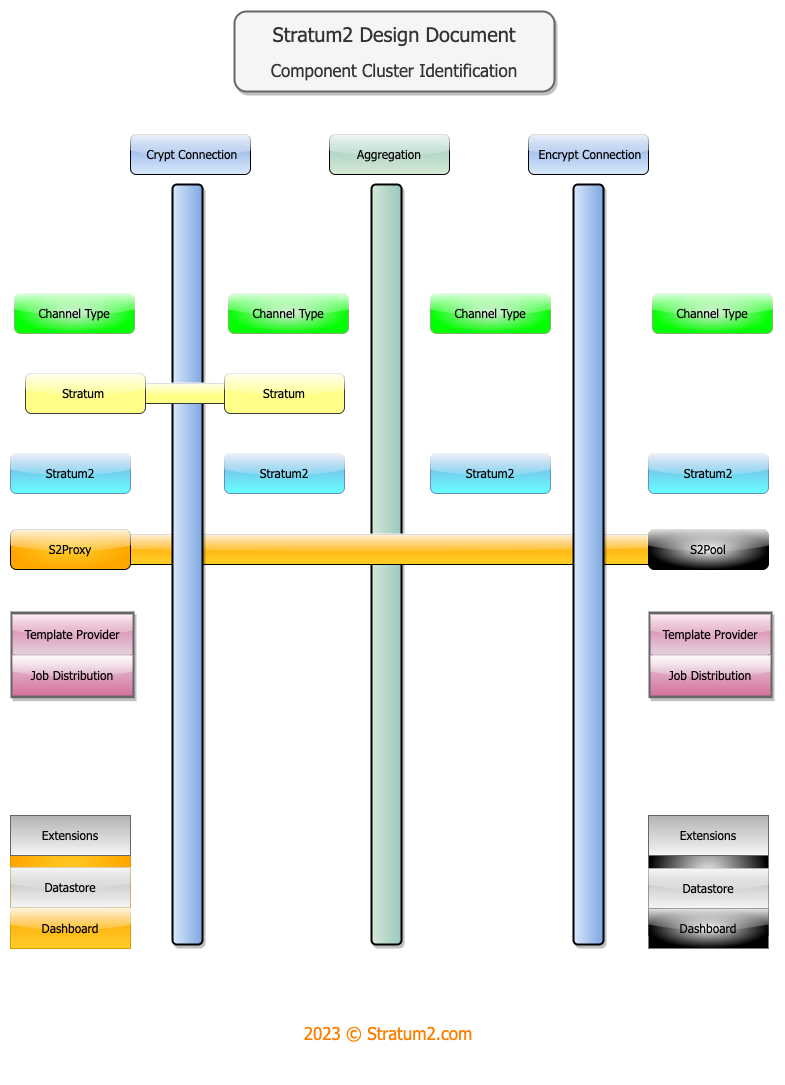 Stratum2 Design Document
Component Cluster Identification
Crypt Connection
Aggregation
Encrypt Connection
Channel Type
Channel Type
Channel Type
Channel Type
Stratum
Stratum
Stratum2
Stratum2
Stratum2
Stratum2
S2Proxy
S2Pool
Template Provider
Job Distribution
Template Provider
Job Distribution
Extensions
Datastore
Dashboard
Extensions
Datastore
Dashboard
2023 © Stratum2.com